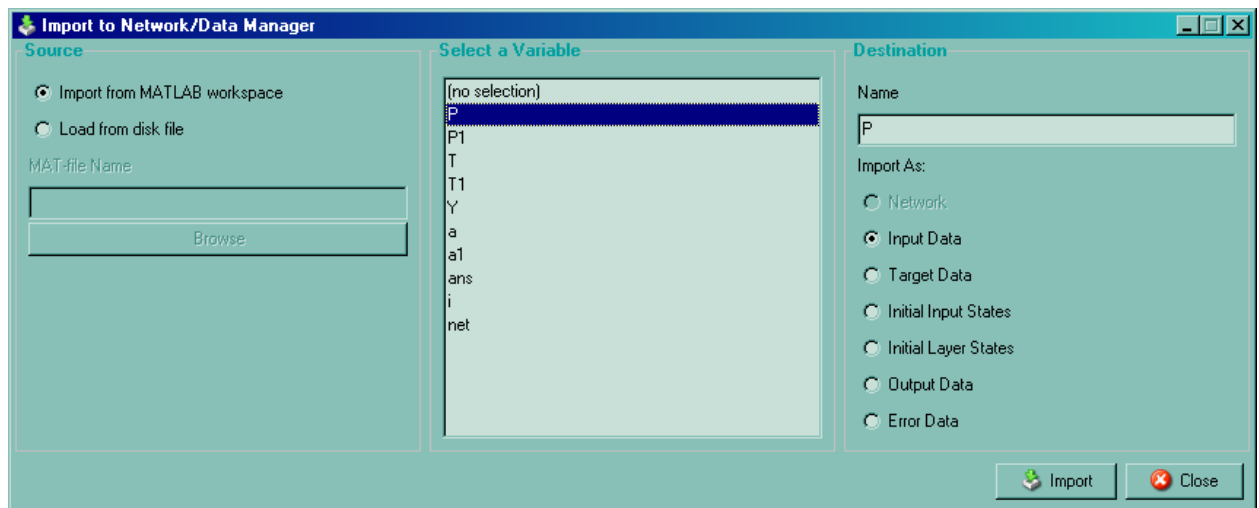 Import to Network/Data Manager
Source
Import from MATLAB workspace
Load from disk file
MAT-file Name
Browse
Select a Variable
(no selection)
P
P1
T
T1
Y
a
a1
ans
i
net
Destination
Name
P
Import As:
Network
Input Data
Target Data
Initial Input States
Initial Layer States
Output Data
Error Data
Import
Close